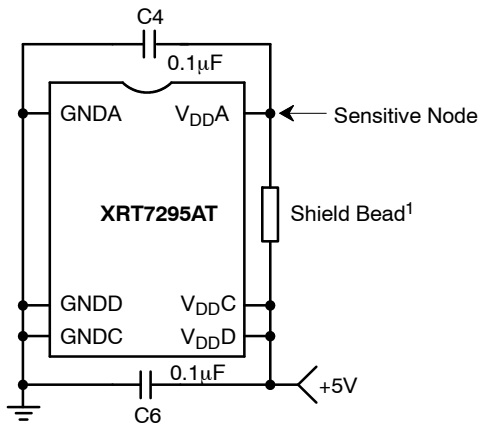 C4
0.1μF
GNDA
VDDA
Sensitive Node
XRT7295AT
Shield Bead1
GNDD
VDDC
GNDC
VDDD
0.1μF
+5V
C6